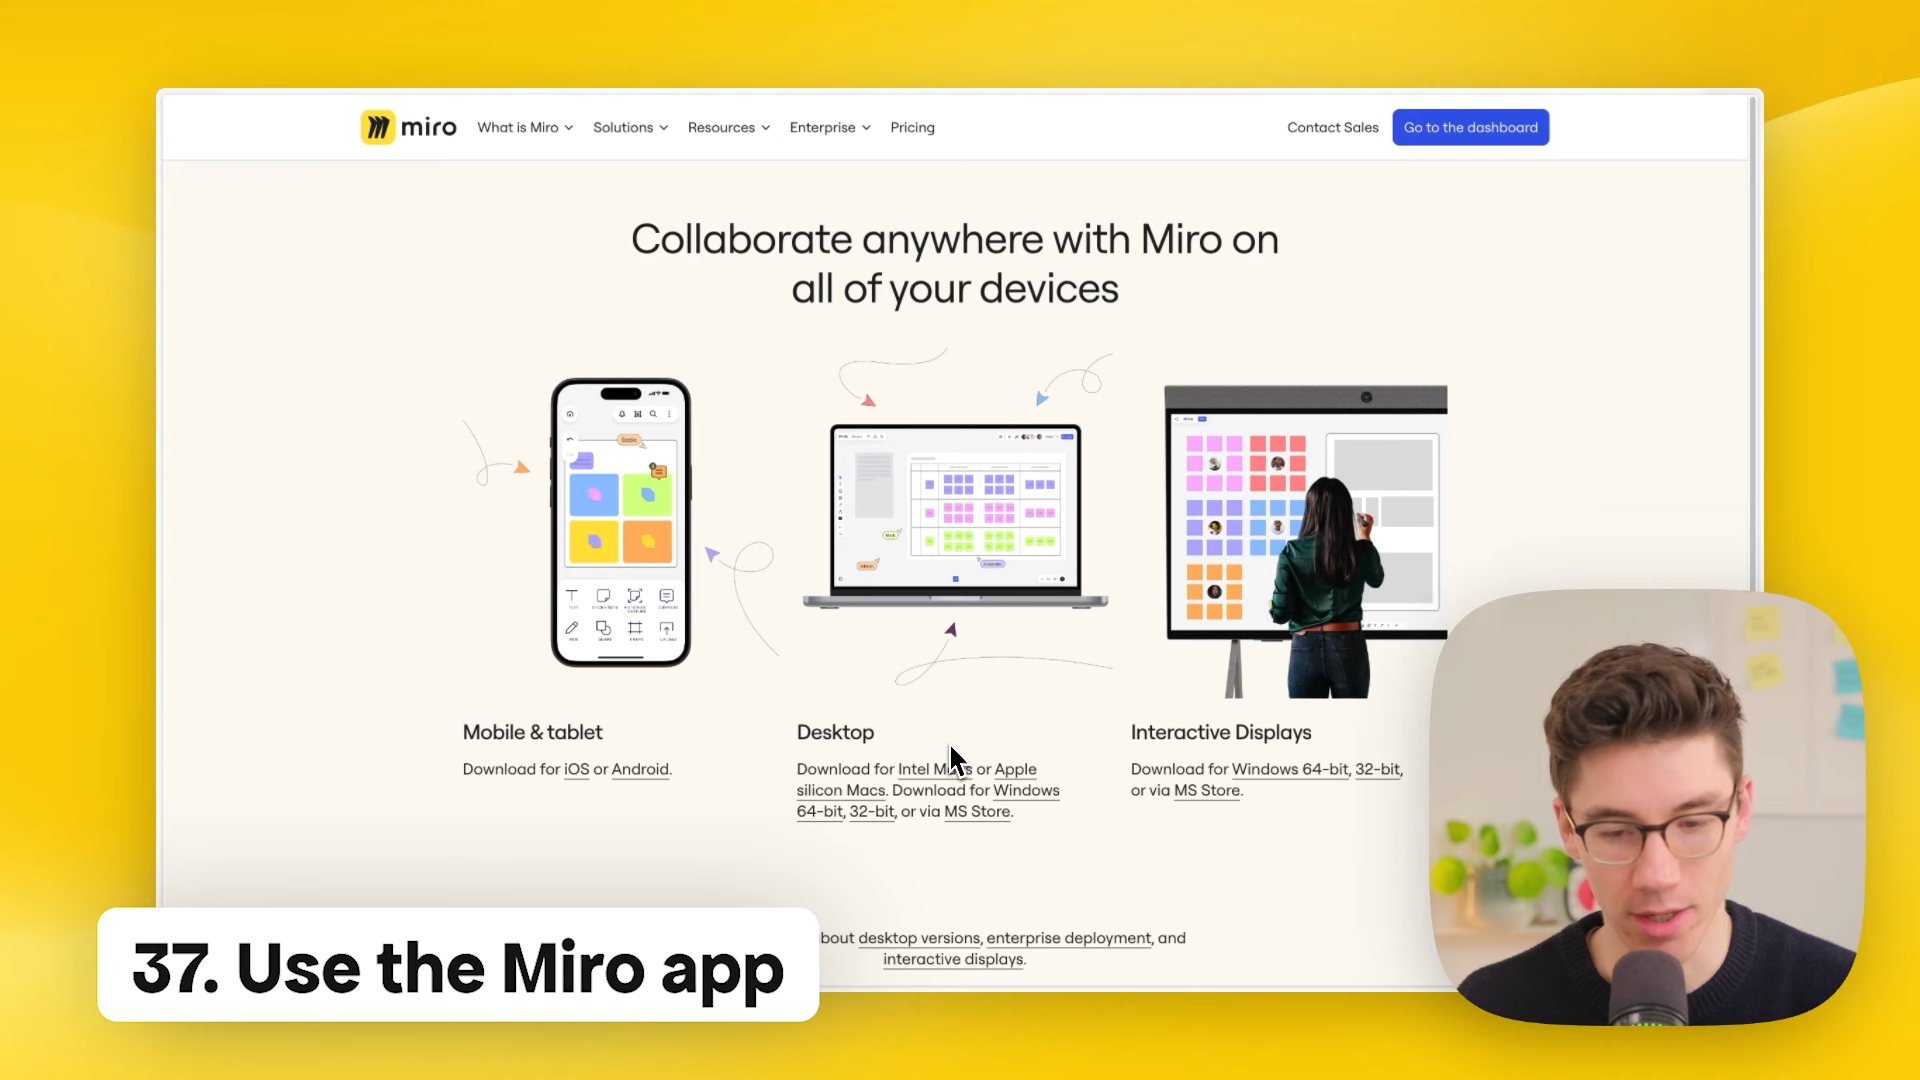 miro
What is Miro
Solutions
Resources
Enterprise
Pricing
Contact Sales
Go to the dashboard
Collaborate anywhere with Miro on
all of your devices
Sada
Mobile & tablet
Download for iOS or Android.
Desktop
Download for Intel Macs or Apple
silicon Macs. Download for Windows
64-bit, 32-bit, or via MS Store.
Interactive Displays
Download for Windows 64-bit, 32-bit,
or via MS Store.
bout desktop versions, enterprise deployment, and
interactive displays.
37. Use the Miro app